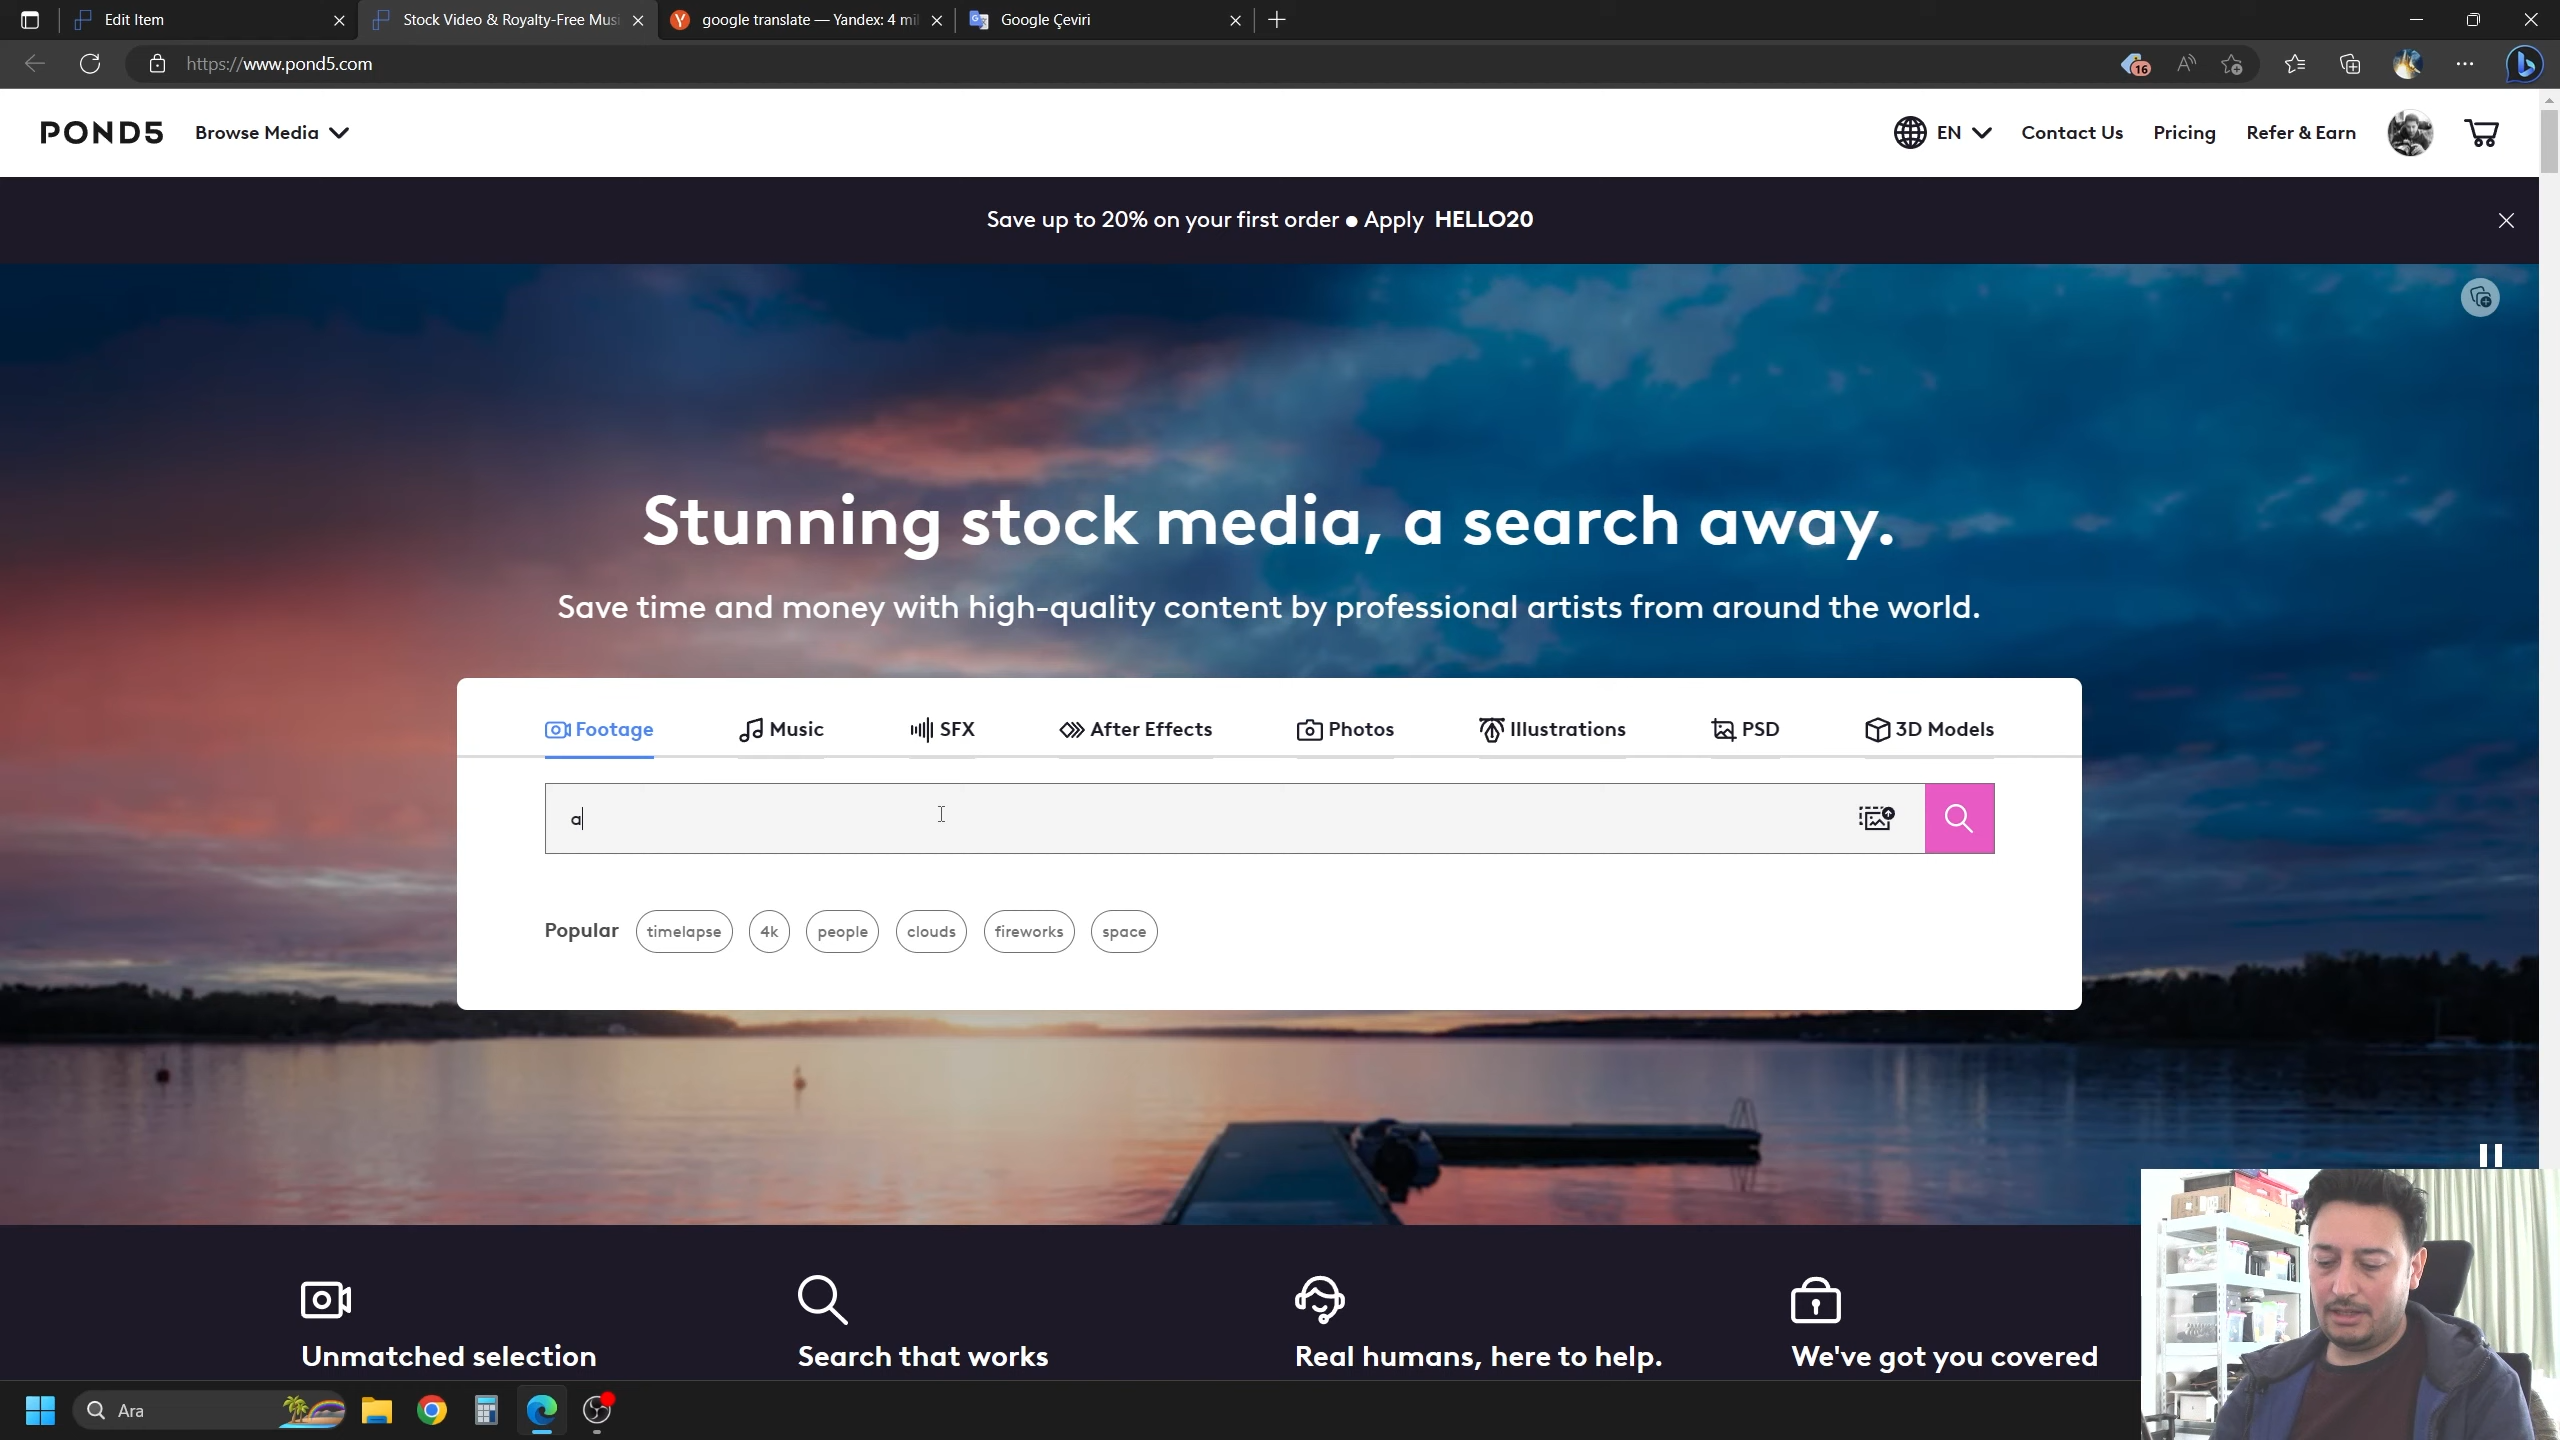 Edit Item
Stock Video & Royalty-Free Musi
google translate — Yandex: 4 mil
Google Çeviri
https://www.pond5.com
16
POND5
Browse Media
EN
Contact Us
Pricing
Refer & Earn
Save up to 20% on your first order • Apply HELLO20
Stunning stock media, a search away.
Save time and money with high-quality content by professional artists from around the world.
Footage
Music
SFX
After Effects
Photos
Illustrations
PSD
3D Models
a
Popular
timelapse
4k
people
clouds
fireworks
space
Unmatched selection
Search that works
Real humans, here to help.
We've got you covered
Ara